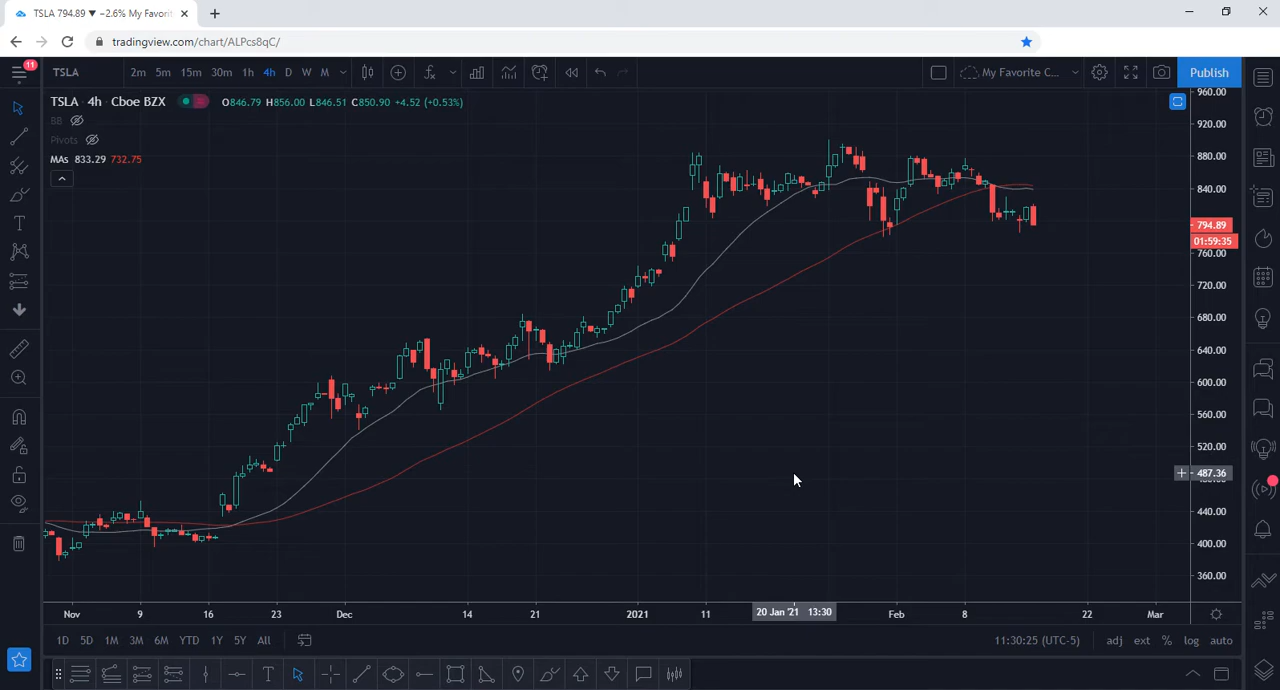 TSLA 794.89 ▼ −2.6% My Favorit
tradingview.com/chart/ALPcs8qC/
11
TSLA 2m 5m 15m 30m 1h 4h D W M My Favorite C... Publish
TSLA · 4h · Cboe BZX O846.79 H856.00 L846.51 C850.90 +4.52 (+0.53%)
BB
Pivots
MAs 833.29 732.75
960.00
920.00
880.00
840.00
794.89
01:59:35
760.00
720.00
680.00
640.00
600.00
560.00
520.00
487.36
440.00
400.00
360.00
Nov 9 16 23 Dec 14 21 2021 11 20 Jan '21 13:30 Feb 8 22 Mar
1D 5D 1M 3M 6M YTD 1Y 5Y All 11:30:25 (UTC-5) adj ext % log auto